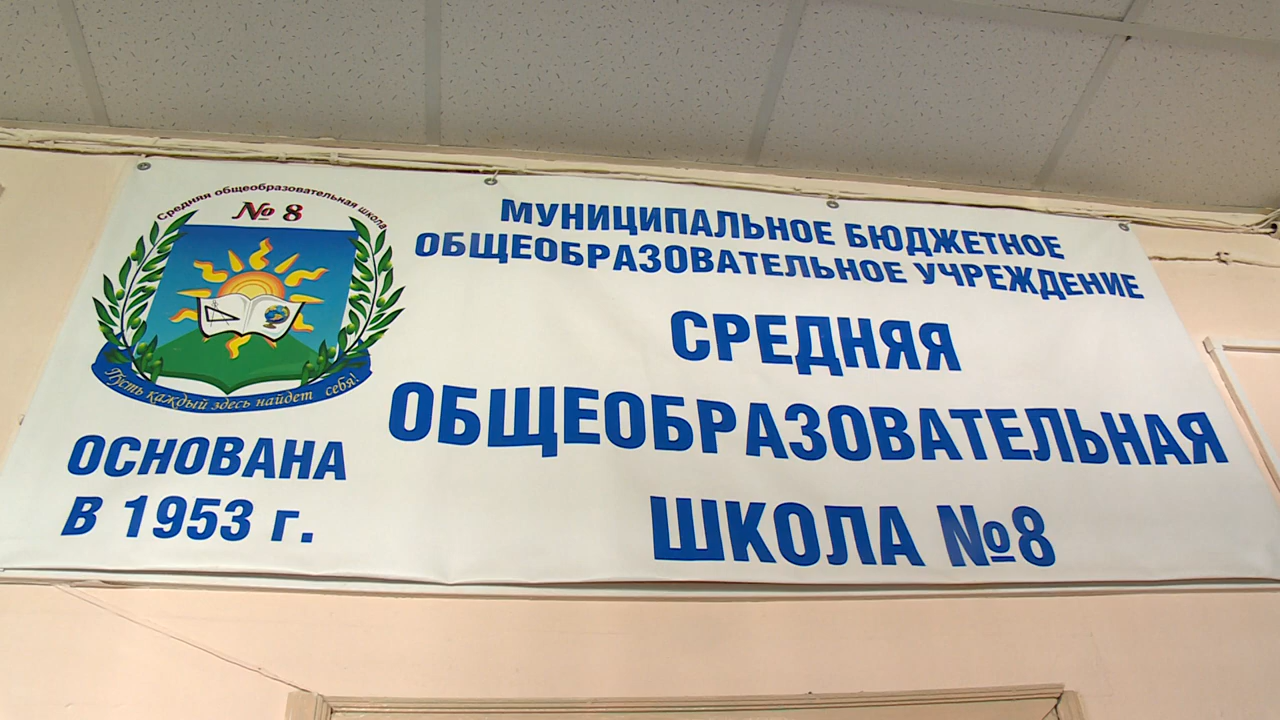 Средняя общеобразовательная школа
№ 8
Пусть каждый здесь найдет себя!
ОСНОВАНА
В 1953 г.
МУНИЦИПАЛЬНОЕ БЮДЖЕТНОЕ
ОБЩЕОБРАЗОВАТЕЛЬНОЕ УЧРЕЖДЕНИЕ
СРЕДНЯЯ
ОБЩЕОБРАЗОВАТЕЛЬНАЯ
ШКОЛА №8